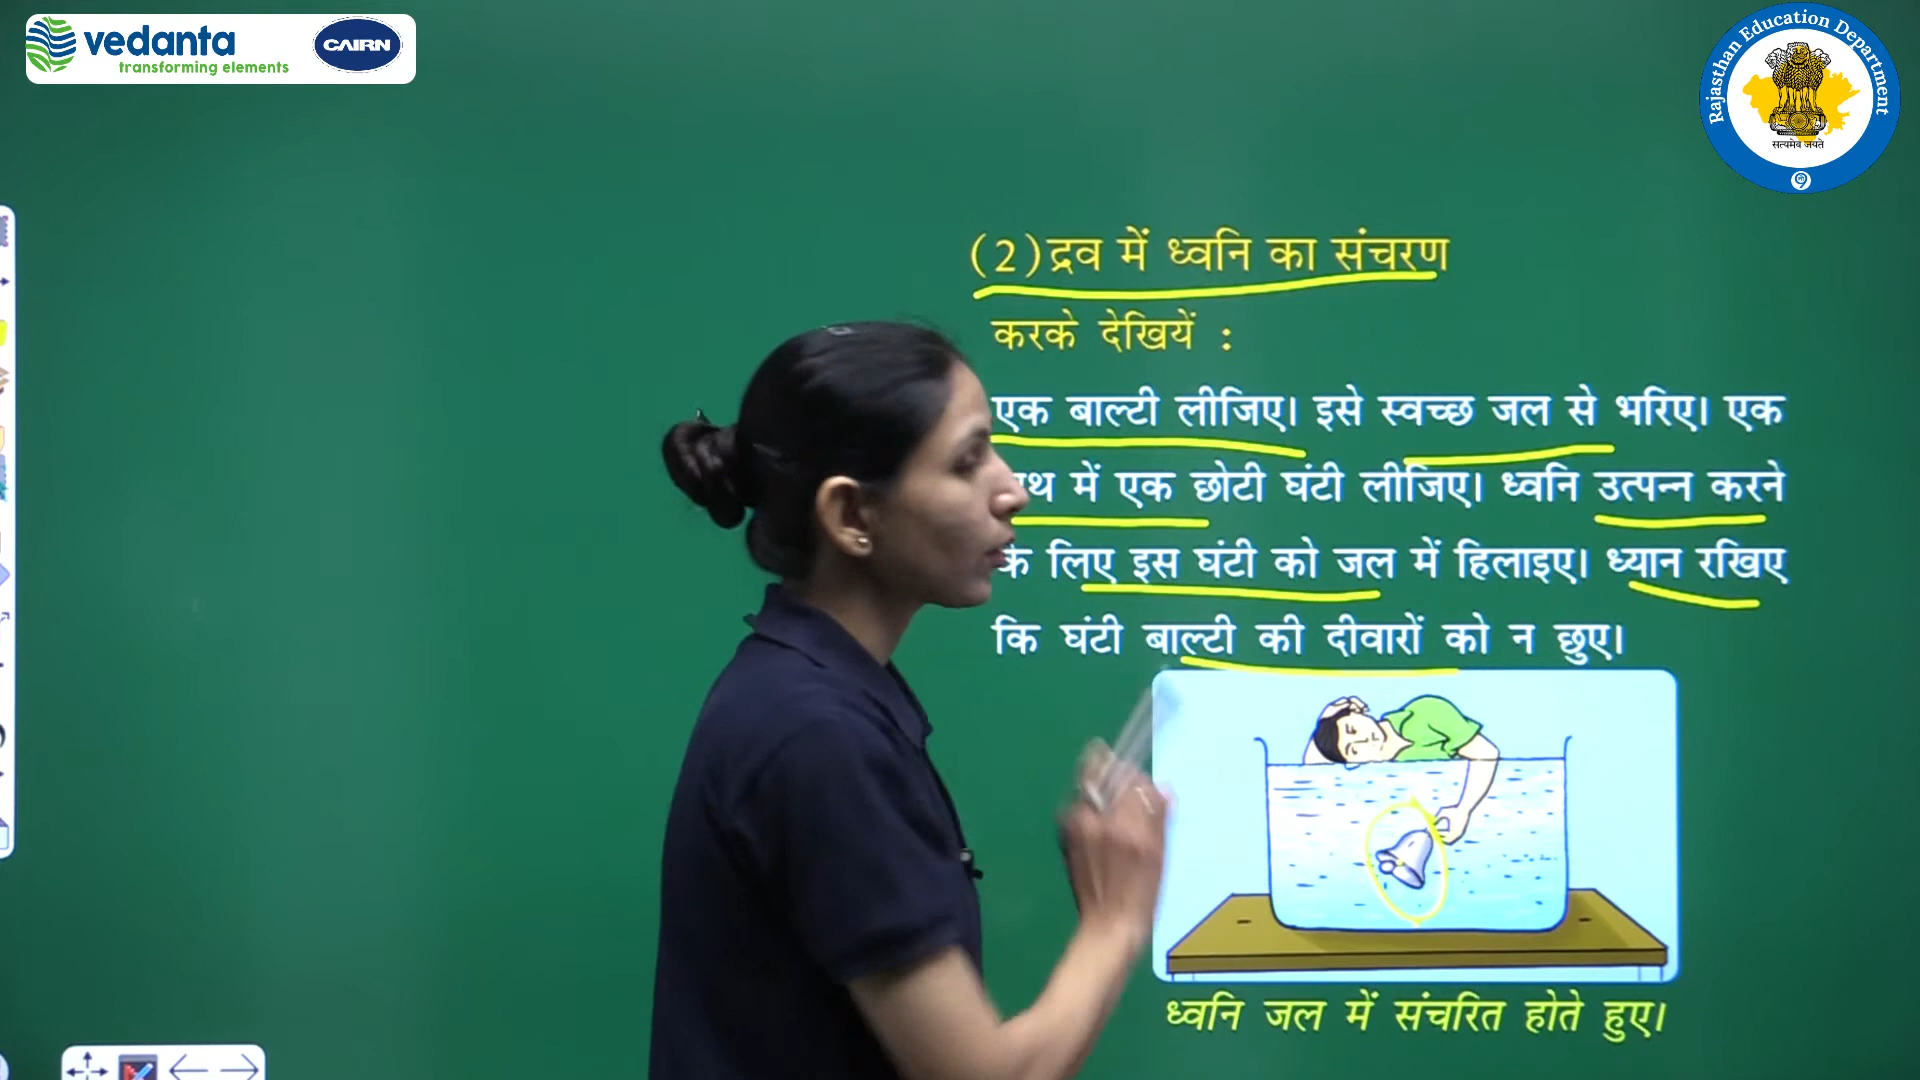 vedanta
transforming elements
CAIRN
Rajasthan Education Department
सत्यमेव जयते
(2) द्रव में ध्वनि का संचरण
करके देखियें :
एक बाल्टी लीजिए। इसे स्वच्छ जल से भरिए। एक
में एक छोटी घंटी लीजिए। ध्वनि उत्पन्न करने
के लिए इस घंटी को जल में हिलाइए। ध्यान रखिए
कि घंटी बाल्टी की दीवारों को न छुए।
ध्वनि जल में संचरित होते हुए।